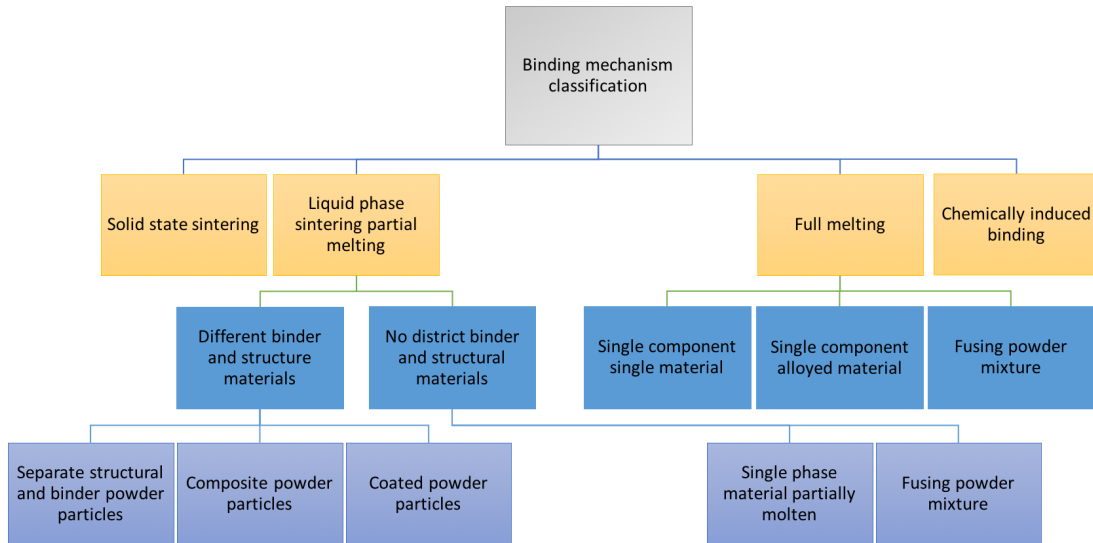 Binding mechanism
classification
Solid state sintering
Liquid phase
sintering partial
melting
Full melting
Chemically induced
binding
Different binder
and structure
materials
No district binder
and structural
materials
Single component
single material
Single component
alloyed material
Fusing powder
mixture
Separate structural
and binder powder
particles
Composite powder
particles
Coated powder
particles
Single phase
material partially
molten
Fusing powder
mixture